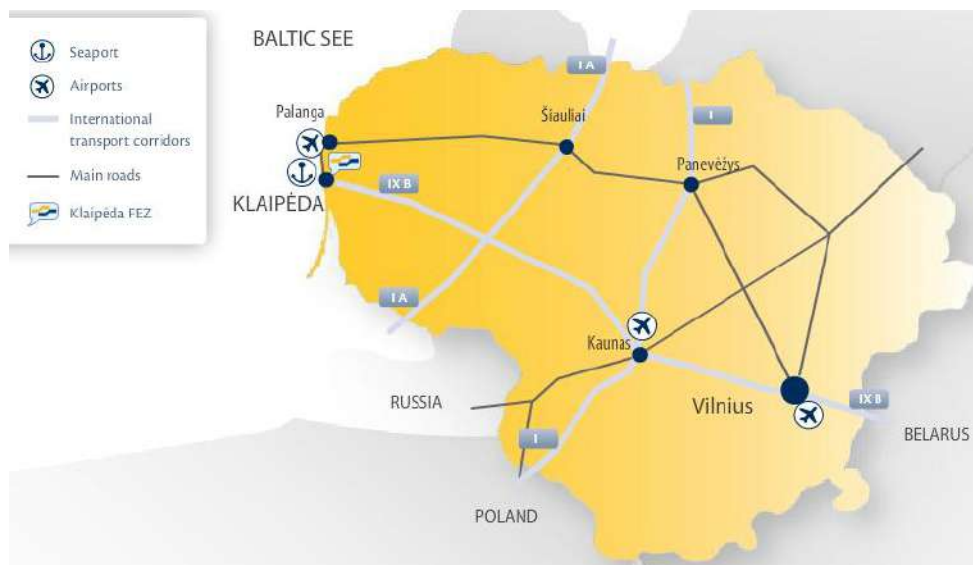 Seaport
Airports
International
transport corridors
Main roads
Klaipėda FEZ
BALTIC SEE
I A
Palanga
Šiauliai
I
Panevėžys
IX B
KLAIPĖDA
I A
Kaunas
RUSSIA
Vilnius
IX B
I
BELARUS
POLAND